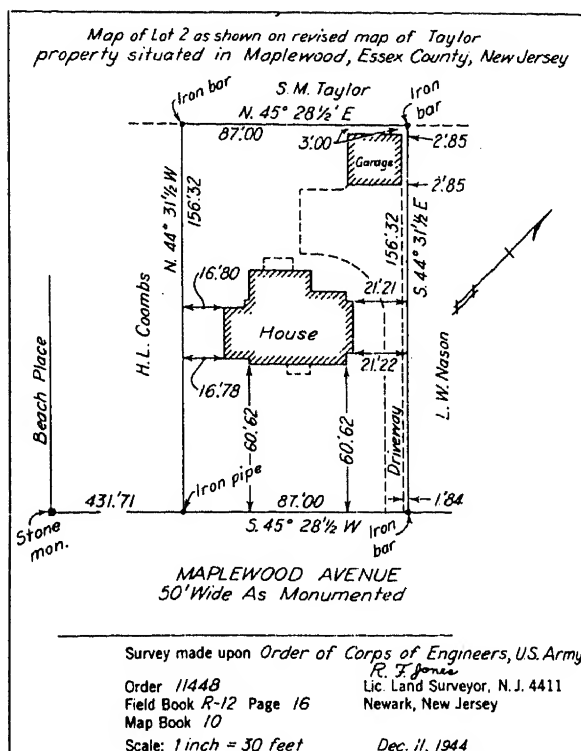 Map of Lot 2 as shown on revised map of Taylor
property situated in Maplewood, Essex County, New Jersey
S.M. Taylor
Iron bar
Iron bar
N. 45° 28½' E
87.'00
3.'00
2.'85
Garage
2.'85
N. 44° 31½ W
156.'32
156.'32
S. 44° 31½ E
16.'80
21.'21
House
H.L. Coombs
L.W. Nason
Beach Place
16.'78
21.'22
60.'62
60.'62
Driveway
Iron pipe
431.'71
87.'00
1.'84
Stone mon.
S. 45° 28½ W
Iron bar
MAPLEWOOD AVENUE
50' Wide As Monumented
Survey made upon Order of Corps of Engineers, U.S. Army
R. F. Jones
Order 11448
Lic. Land Surveyor, N.J. 4411
Field Book R-12 Page 16
Newark, New Jersey
Map Book 10
Scale: 1 inch = 30 feet
Dec. 11, 1944